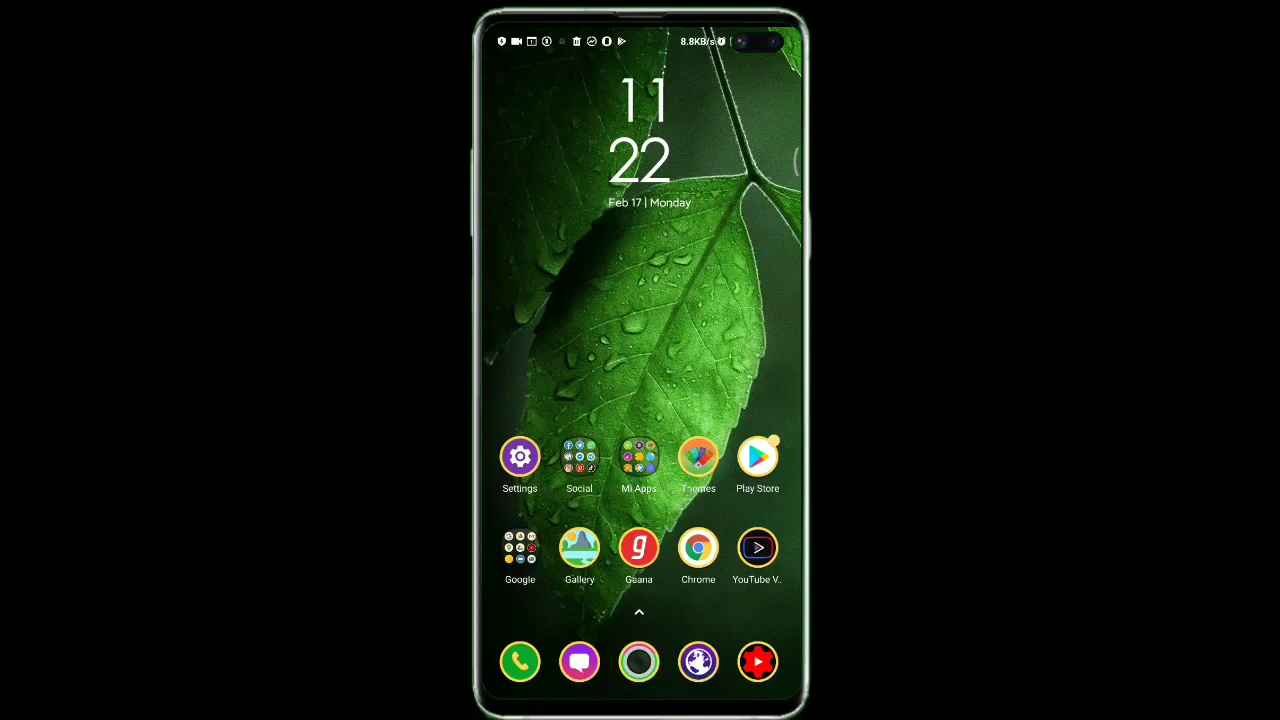 8.8KB/s
11
22
Feb 17 | Monday
Settings Social Mi Apps Themes Play Store
Google Gallery Gaana Chrome YouTube V..